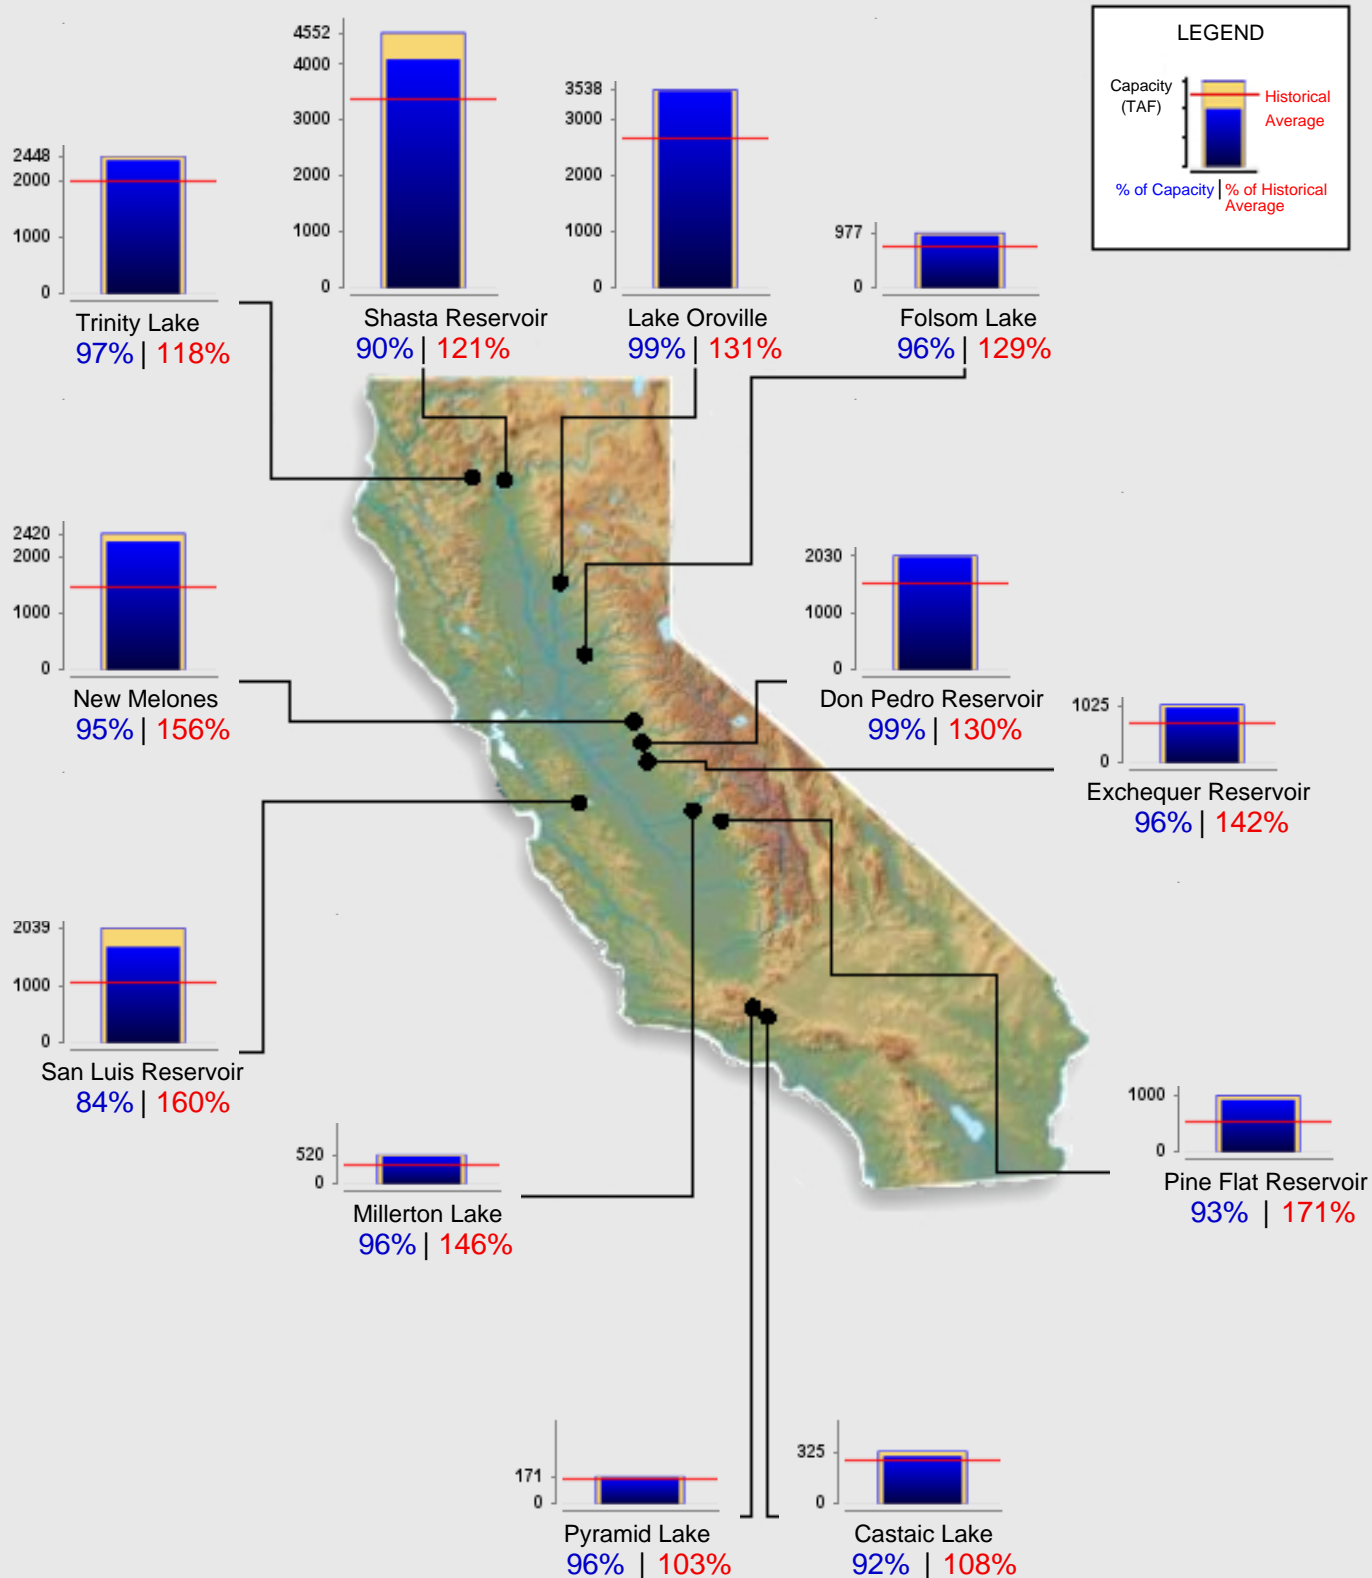 LEGEND
Capacity
(TAF)
Historical
Average
% of Capacity | % of Historical
Average
4552
4000
3000
2000
1000
0
Shasta Reservoir
90% | 121%
3538
3000
2000
1000
0
Lake Oroville
99% | 131%
2448
2000
1000
0
Trinity Lake
97% | 118%
977
0
Folsom Lake
96% | 129%
2420
2000
1000
0
New Melones
95% | 156%
2030
1000
0
Don Pedro Reservoir
99% | 130%
1025
0
Exchequer Reservoir
96% | 142%
2039
1000
0
San Luis Reservoir
84% | 160%
520
0
Millerton Lake
96% | 146%
1000
0
Pine Flat Reservoir
93% | 171%
171
0
Pyramid Lake
96% | 103%
325
0
Castaic Lake
92% | 108%